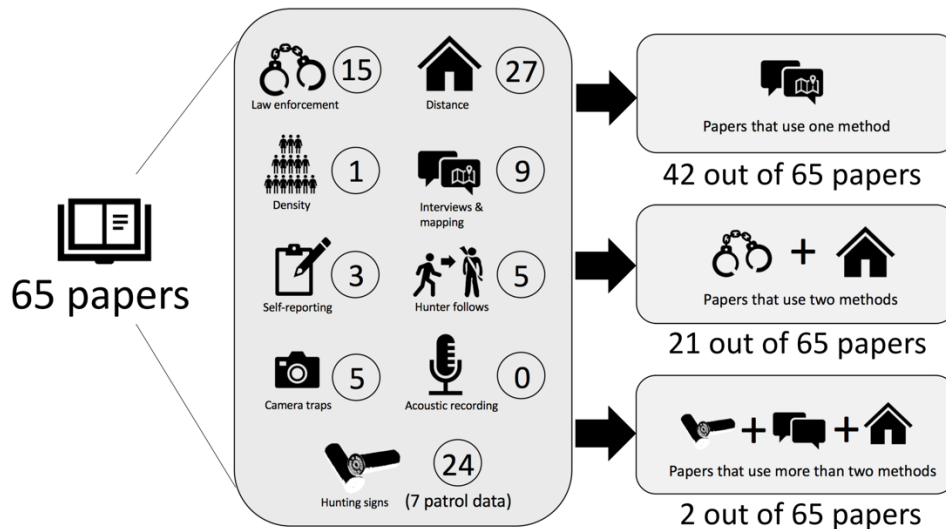 65 papers
15
Law enforcement
27
Distance
1
Density
9
Interviews &
mapping
3
Self-reporting
5
Hunter follows
5
Camera traps
0
Acoustic recording
24
Hunting signs
(7 patrol data)
Papers that use one method
42 out of 65 papers
+
Papers that use two methods
21 out of 65 papers
+ +
Papers that use more than two methods
2 out of 65 papers